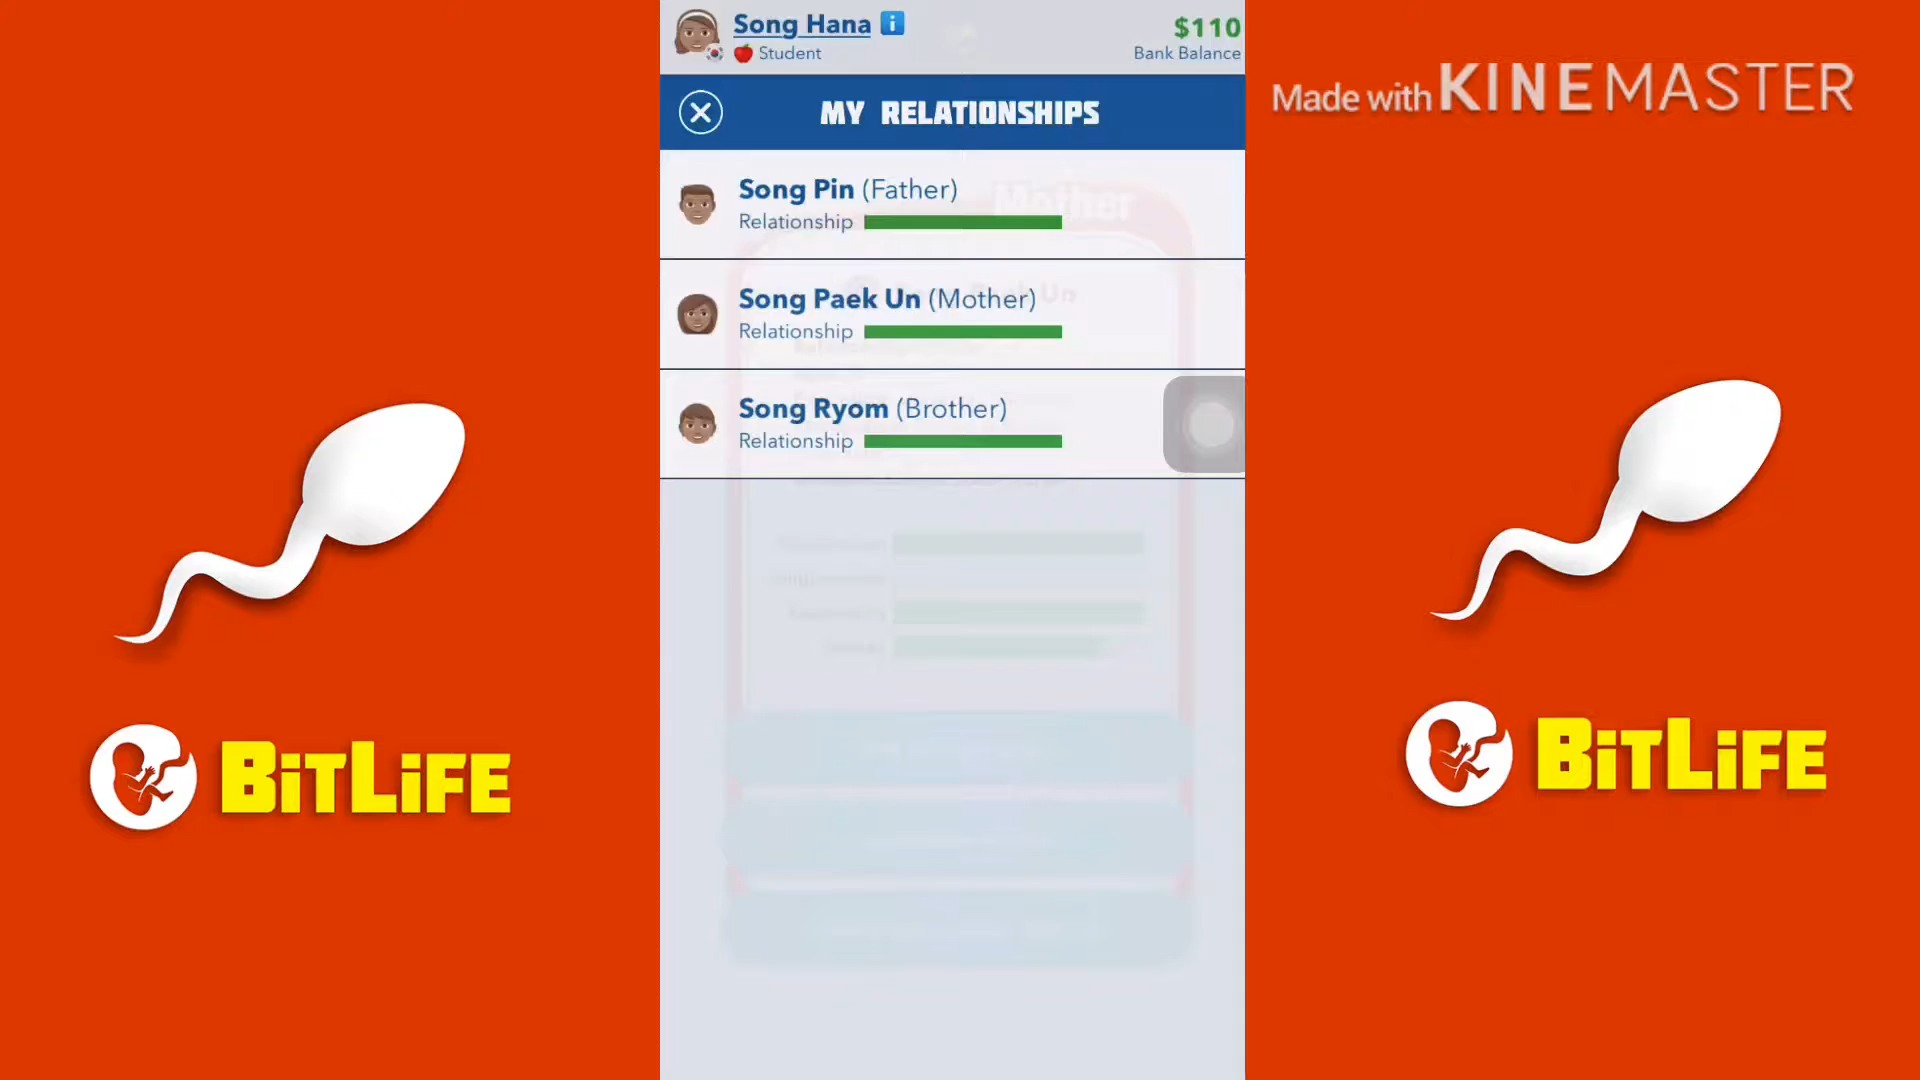 Song Hana
Student
$110
Bank Balance
MY RELATIONSHIPS
Song Pin (Father)
Relationship
Song Paek Un (Mother)
Relationship
Song Ryom (Brother)
Relationship
Mother
Made with KINEMASTER
BiTLiFE
BiTLiFE